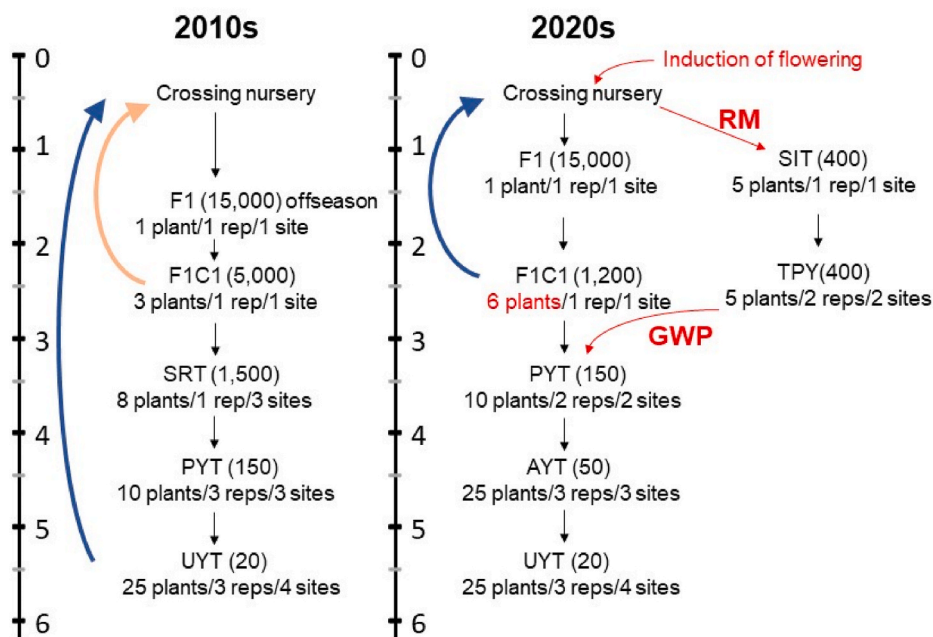 2010s
0
1
2
3
4
5
6
Crossing nursery
F1 (15,000) offseason
1 plant/1 rep/1 site
F1C1 (5,000)
3 plants/1 rep/1 site
SRT (1,500)
8 plants/1 rep/3 sites
PYT (150)
10 plants/3 reps/3 sites
UYT (20)
25 plants/3 reps/4 sites
2020s
0
1
2
3
4
5
6
Induction of flowering
Crossing nursery
RM
F1 (15,000)
1 plant/1 rep/1 site
SIT (400)
5 plants/1 rep/1 site
F1C1 (1,200)
6 plants/1 rep/1 site
TPY(400)
5 plants/2 reps/2 sites
GWP
PYT (150)
10 plants/2 reps/2 sites
AYT (50)
25 plants/3 reps/3 sites
UYT (20)
25 plants/3 reps/4 sites